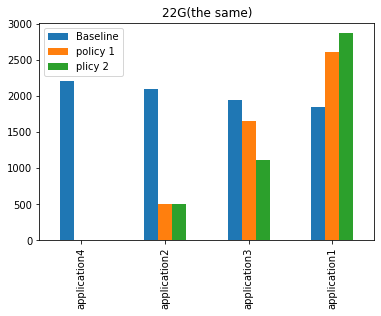 22G(the same)
3000
2500
2000
1500
1000
500
0
Baseline
policy 1
plicy 2
application4
application2
application3
application1